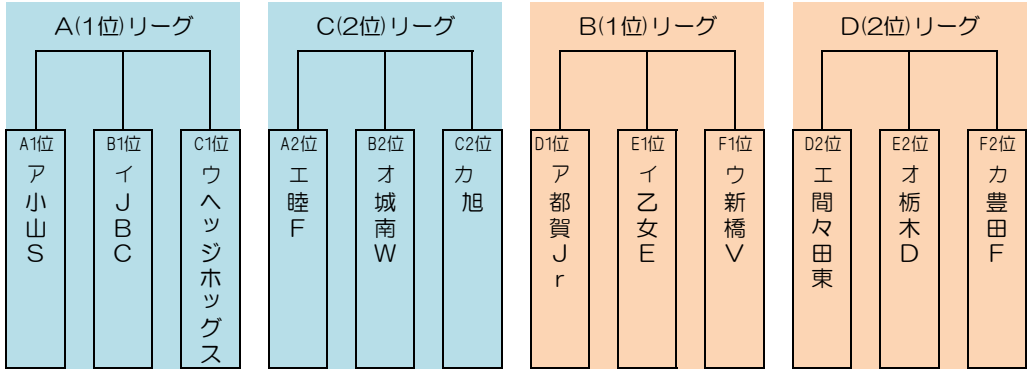 A(1位)リーグ
A1位
ア小山S
B1位
イJBC
C1位
ウヘッジホッグス
C(2位)リーグ
A2位
エ睦F
B2位
オ城南W
C2位
カ旭
B(1位)リーグ
D1位
ア都賀Jr
E1位
イ乙女E
F1位
ウ新橋V
D(2位)リーグ
D2位
エ間々田東
E2位
オ栃木D
F2位
カ豊田F